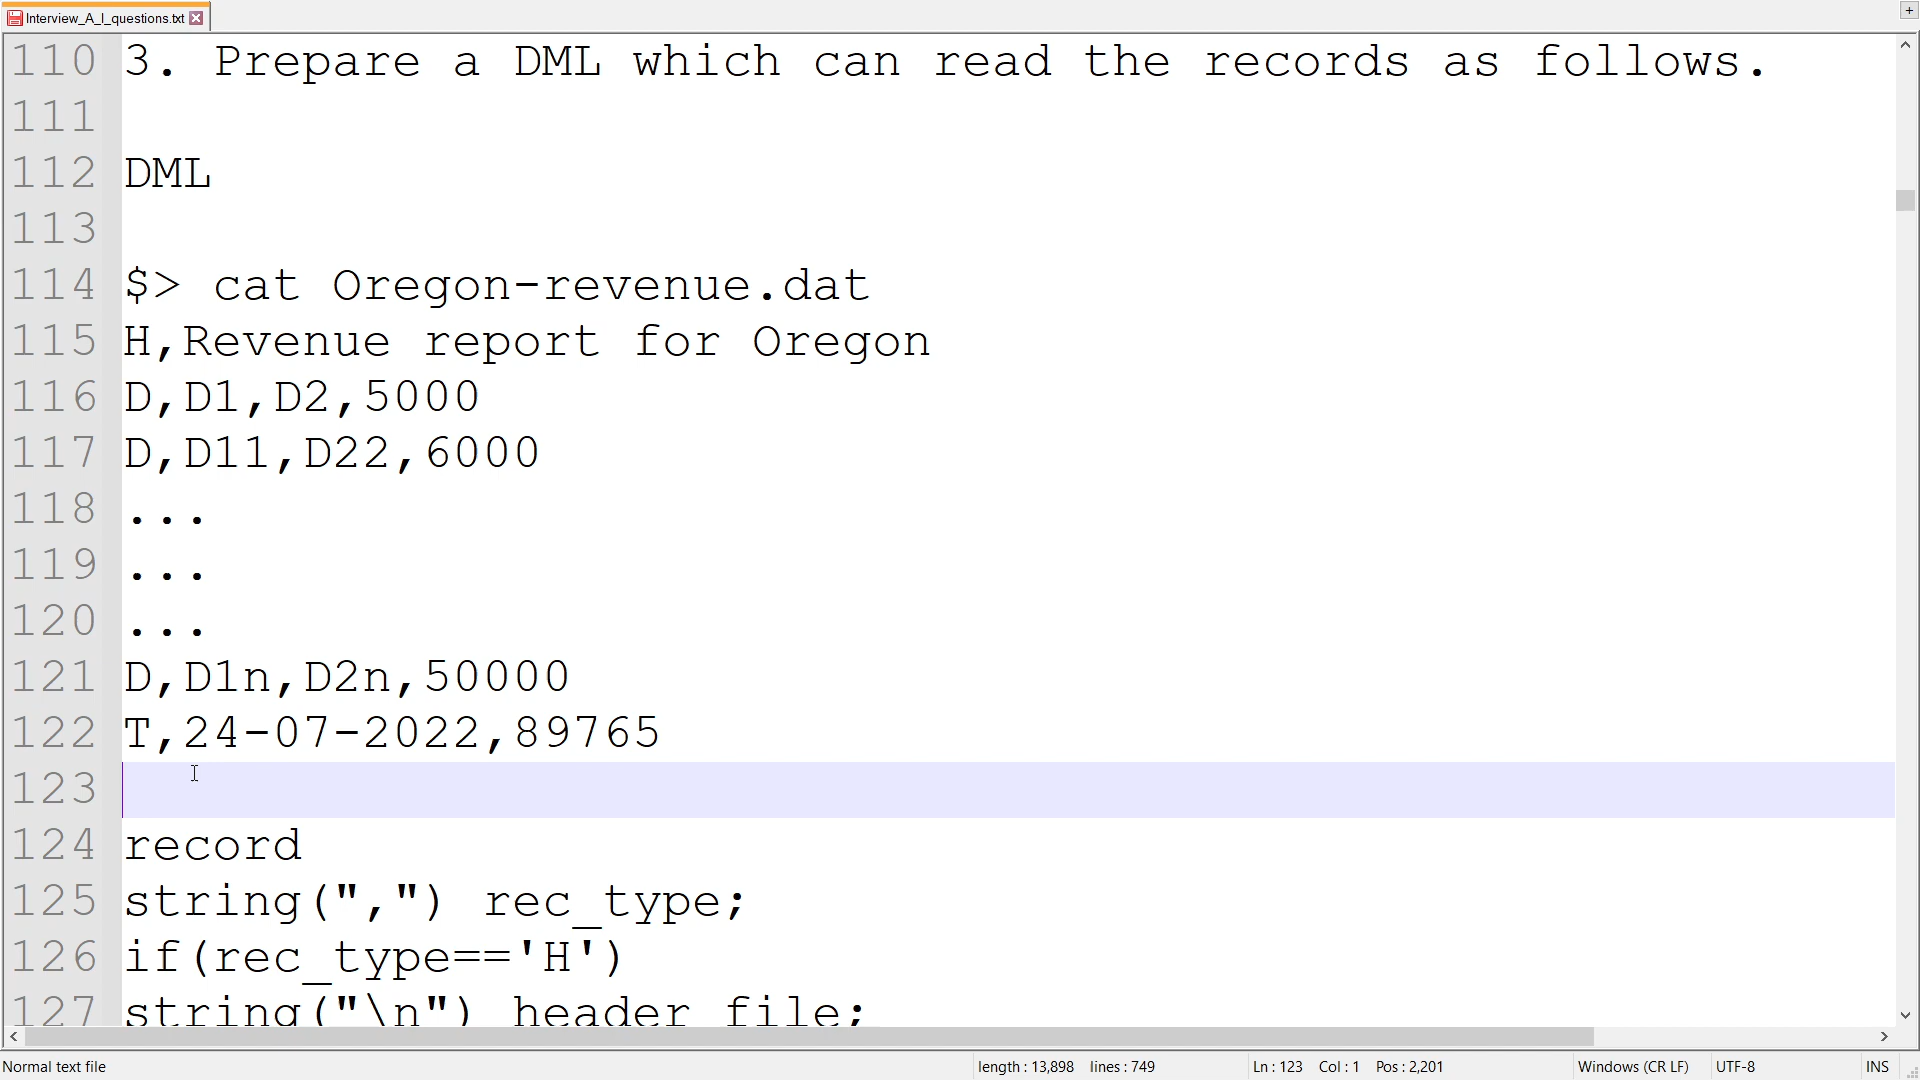 Interview_A_I_questions.txt
+
110 3. Prepare a DML which can read the records as follows.
111
112 DML
113
114 $> cat Oregon-revenue.dat
115 H,Revenue report for Oregon
116 D,D1,D2,5000
117 D,D11,D22,6000
118 ...
119 ...
120 ...
121 D,D1n,D2n,50000
122 T,24-07-2022,89765
123
124 record
125 string(",") rec_type;
126 if(rec_type=='H')
127 string("\n") header_file;
Normal text file length : 13,898 lines : 749 Ln : 123 Col : 1 Pos : 2,201 Windows (CR LF) UTF-8 INS